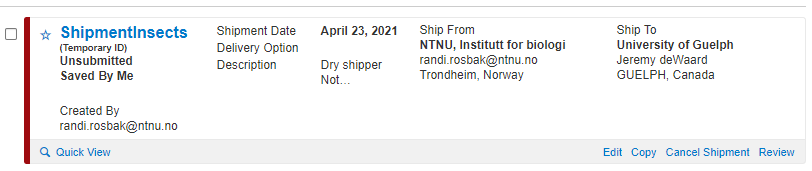 ShipmentInsects
(Temporary ID)
Unsubmitted
Saved By Me
Created By
randi.rosbak@ntnu.no
Shipment Date April 23, 2021
Delivery Option
Description Dry shipper
Not...
Ship From
NTNU, Institutt for biologi
randi.rosbak@ntnu.no
Trondheim, Norway
Ship To
University of Guelph
Jeremy deWaard
GUELPH, Canada
Quick View
Edit Copy Cancel Shipment Review